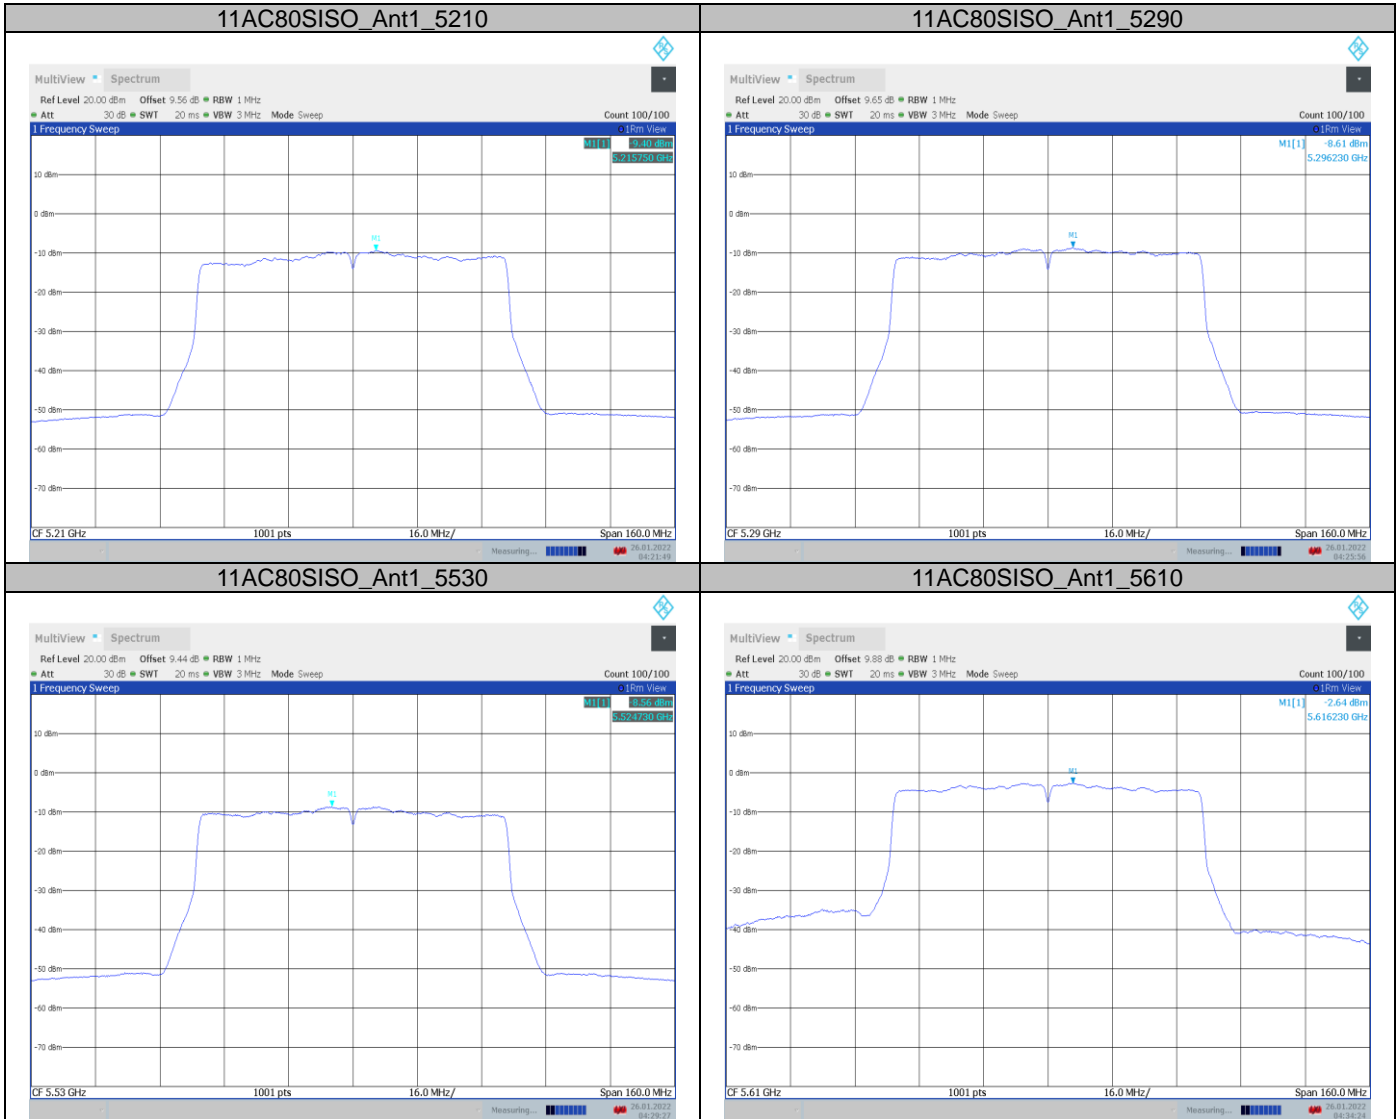 11AC80SISO_Ant1_5210
MultiView Spectrum
Ref Level 20.00 dBm Offset 9.56 dB RBW 1 MHz
Att 30 dB SWT 20 ms VBW 3 MHz Mode Sweep Count 100/100
1 Frequency Sweep 1Rm View
M1[1] -9.40 dBm
5.215750 GHz
10 dBm
0 dBm
M1
-10 dBm
-20 dBm
-30 dBm
-40 dBm
-50 dBm
-60 dBm
-70 dBm
CF 5.21 GHz 1001 pts 16.0 MHz/ Span 160.0 MHz
Measuring... 26.01.2022
04:21:49
11AC80SISO_Ant1_5290
MultiView Spectrum
Ref Level 20.00 dBm Offset 9.65 dB RBW 1 MHz
Att 30 dB SWT 20 ms VBW 3 MHz Mode Sweep Count 100/100
1 Frequency Sweep 1Rm View
M1[1] -8.61 dBm
5.296230 GHz
10 dBm
0 dBm
M1
-10 dBm
-20 dBm
-30 dBm
-40 dBm
-50 dBm
-60 dBm
-70 dBm
CF 5.29 GHz 1001 pts 16.0 MHz/ Span 160.0 MHz
Measuring... 26.01.2022
04:25:56
11AC80SISO_Ant1_5530
MultiView Spectrum
Ref Level 20.00 dBm Offset 9.44 dB RBW 1 MHz
Att 30 dB SWT 20 ms VBW 3 MHz Mode Sweep Count 100/100
1 Frequency Sweep 1Rm View
M1[1] -8.56 dBm
5.524730 GHz
10 dBm
0 dBm
M1
-10 dBm
-20 dBm
-30 dBm
-40 dBm
-50 dBm
-60 dBm
-70 dBm
CF 5.53 GHz 1001 pts 16.0 MHz/ Span 160.0 MHz
Measuring... 26.01.2022
04:29:27
11AC80SISO_Ant1_5610
MultiView Spectrum
Ref Level 20.00 dBm Offset 9.88 dB RBW 1 MHz
Att 30 dB SWT 20 ms VBW 3 MHz Mode Sweep Count 100/100
1 Frequency Sweep 1Rm View
M1[1] -2.64 dBm
5.616230 GHz
10 dBm
0 dBm
M1
-10 dBm
-20 dBm
-30 dBm
-40 dBm
-50 dBm
-60 dBm
-70 dBm
CF 5.61 GHz 1001 pts 16.0 MHz/ Span 160.0 MHz
Measuring... 26.01.2022
04:34:24